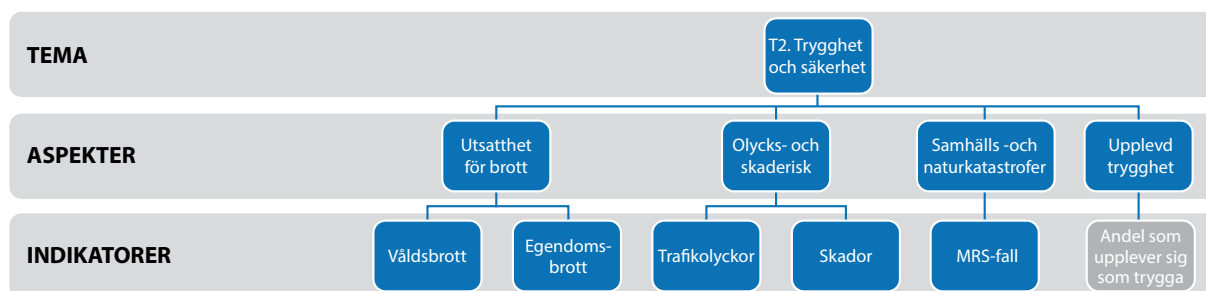 TEMA
T2. Trygghet
och säkerhet
ASPEKTER
Utsatthet
för brott
Olycks- och
skaderisk
Samhälls -och
naturkatastrofer
Upplevd
trygghet
INDIKATORER
Våldsbrott
Egendoms-
brott
Trafikolyckor
Skador
MRS-fall
Andel som
upplever sig
som trygga